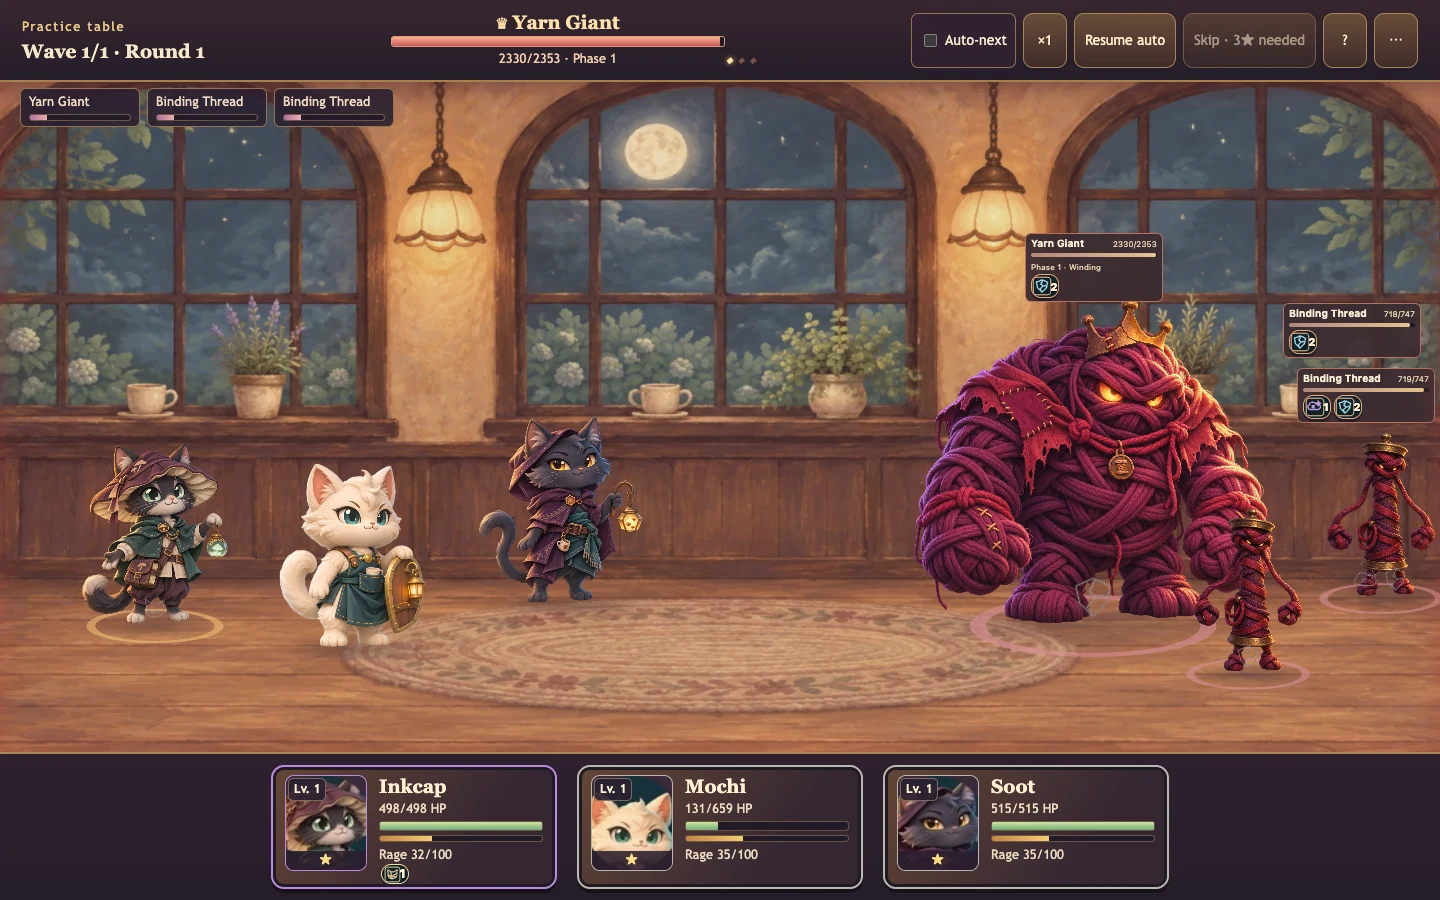 Practice table
Wave 1/1 · Round 1
Yarn Giant
2330/2353 · Phase 1
Auto-next
×1
Resume auto
Skip · 3★ needed
?
···
Yarn Giant
Binding Thread
Binding Thread
Yarn Giant 2330/2353
Phase 1 · Winding
2
Binding Thread 718/747
2
Binding Thread 719/747
1 2
Lv. 1
Inkcap
498/498 HP
Rage 32/100
1
Lv. 1
Mochi
131/659 HP
Rage 35/100
Lv. 1
Soot
515/515 HP
Rage 35/100